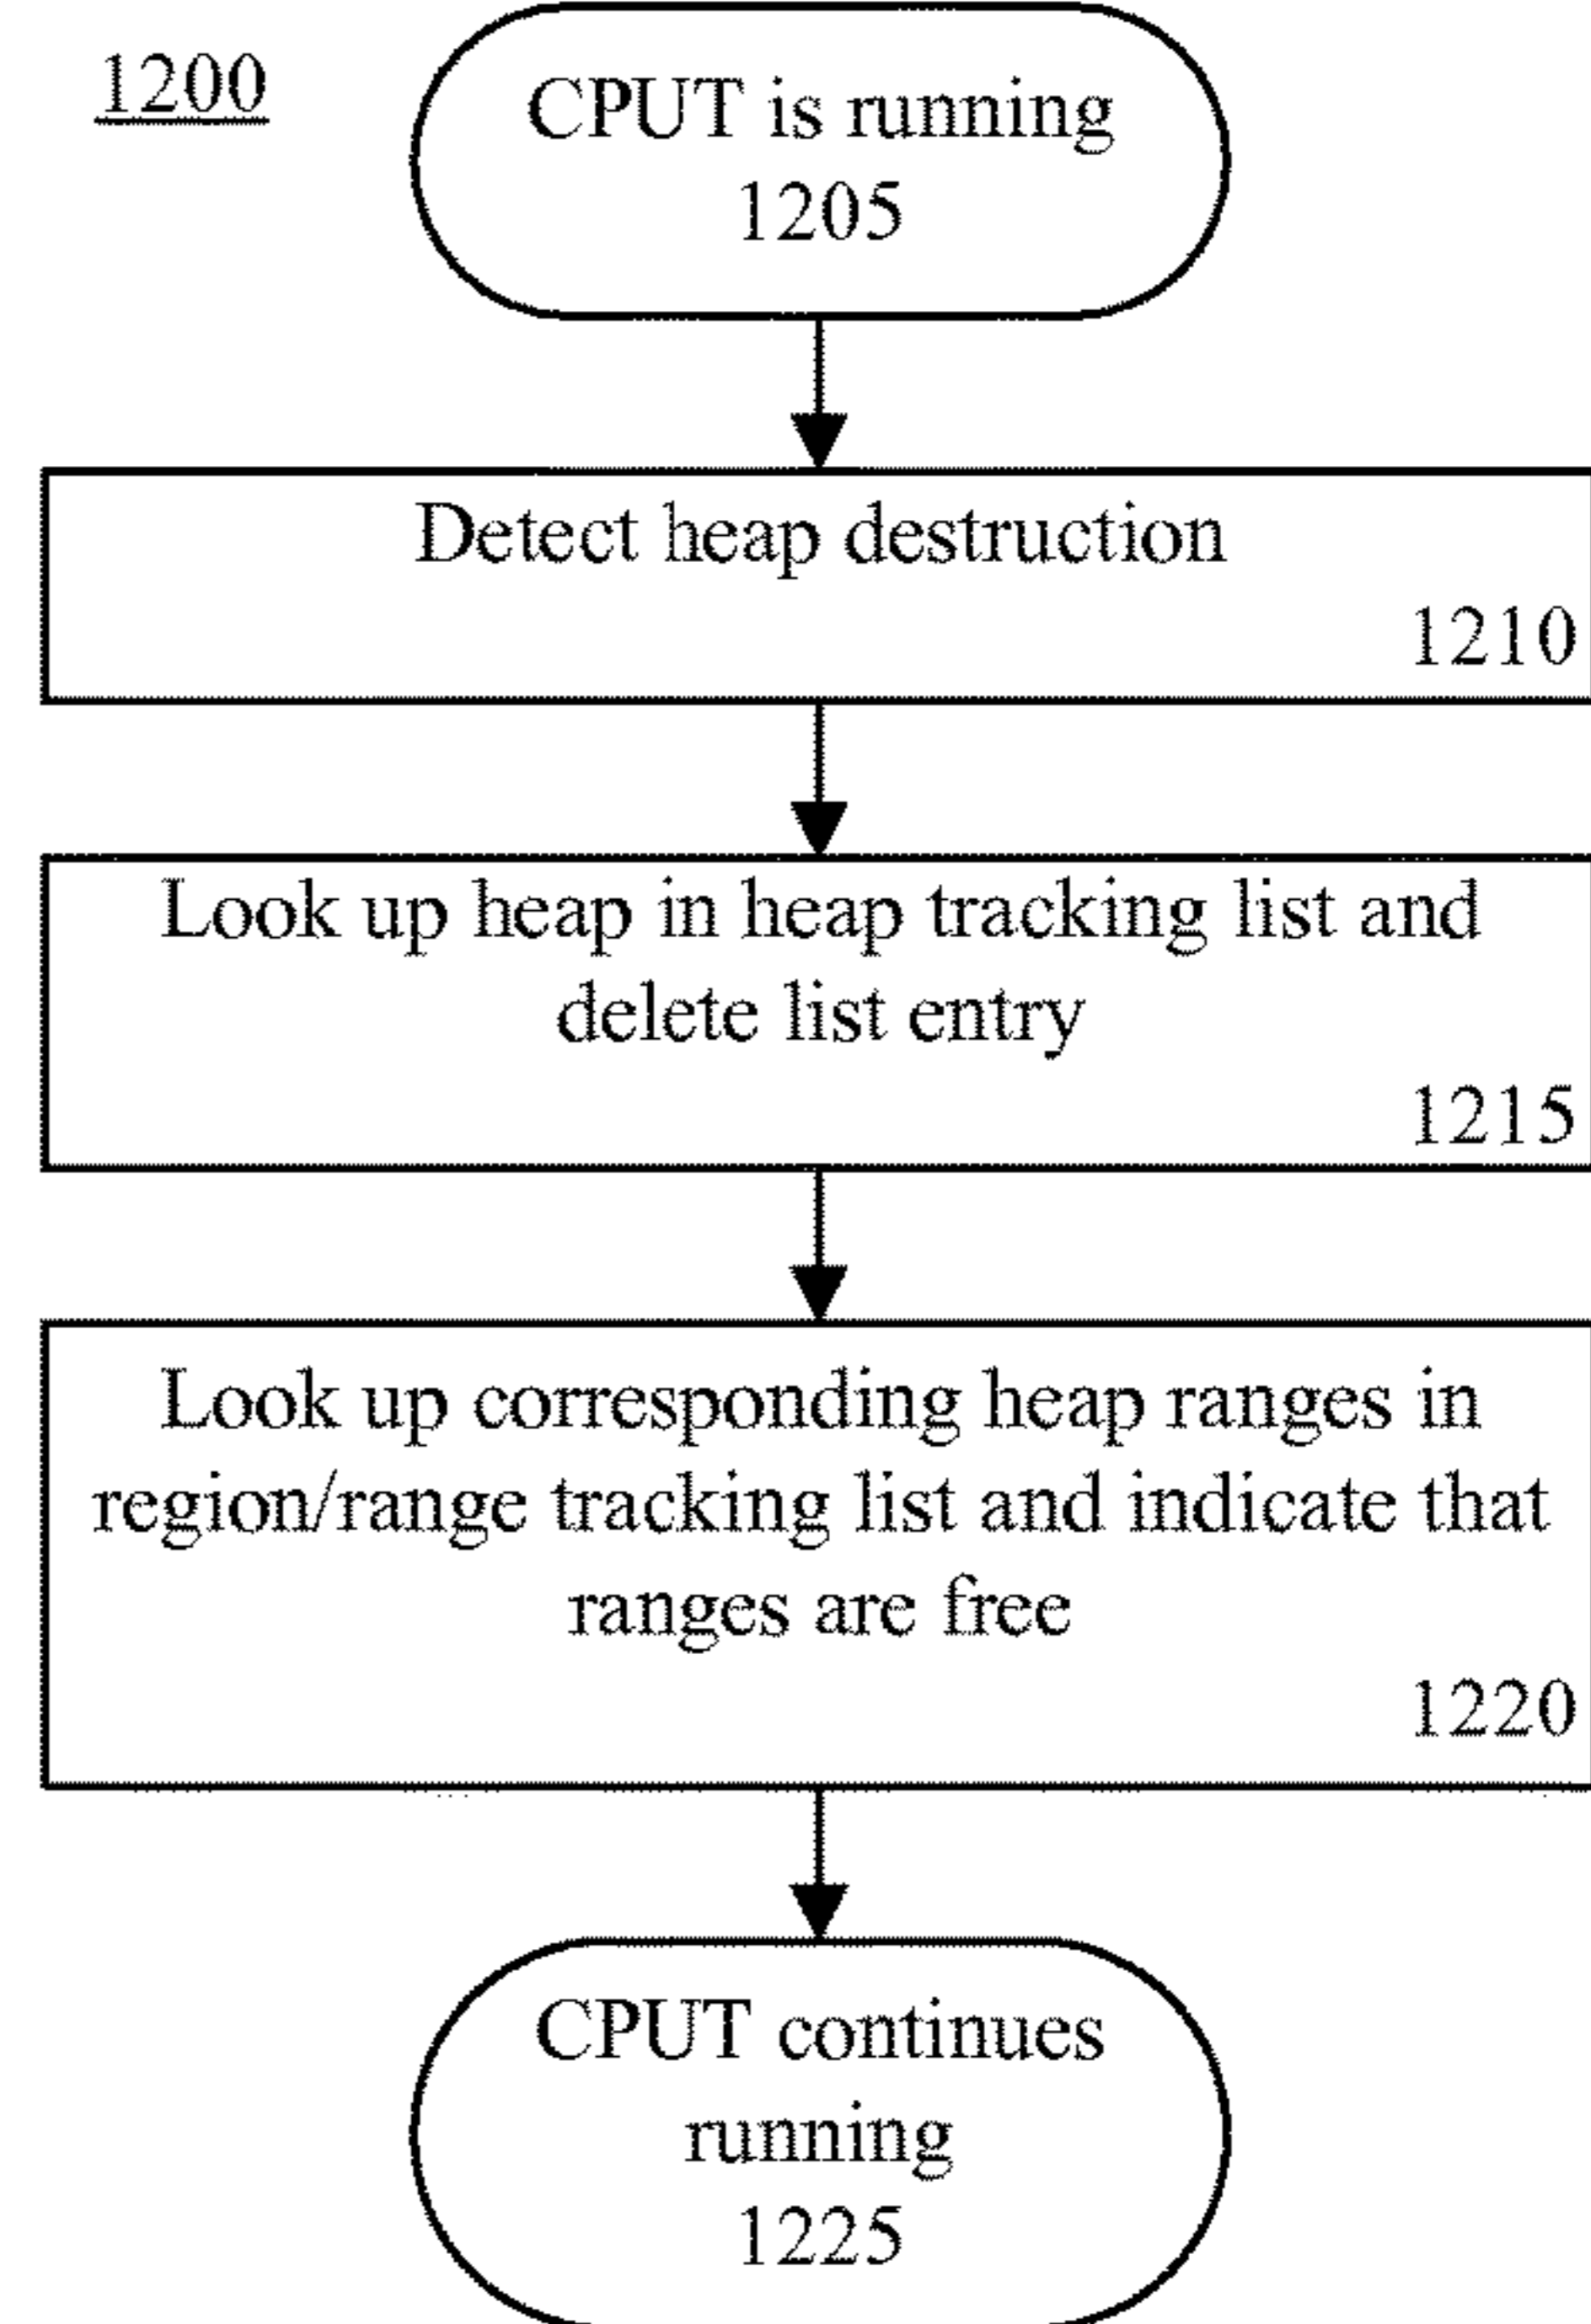 1200
CPUT is running
1205
Detect heap destruction
1210
Look up heap in heap tracking list and
delete list entry
1215
Look up corresponding heap ranges in
region/range tracking list and indicate that
ranges are free
1220
CPUT continues
running
1225